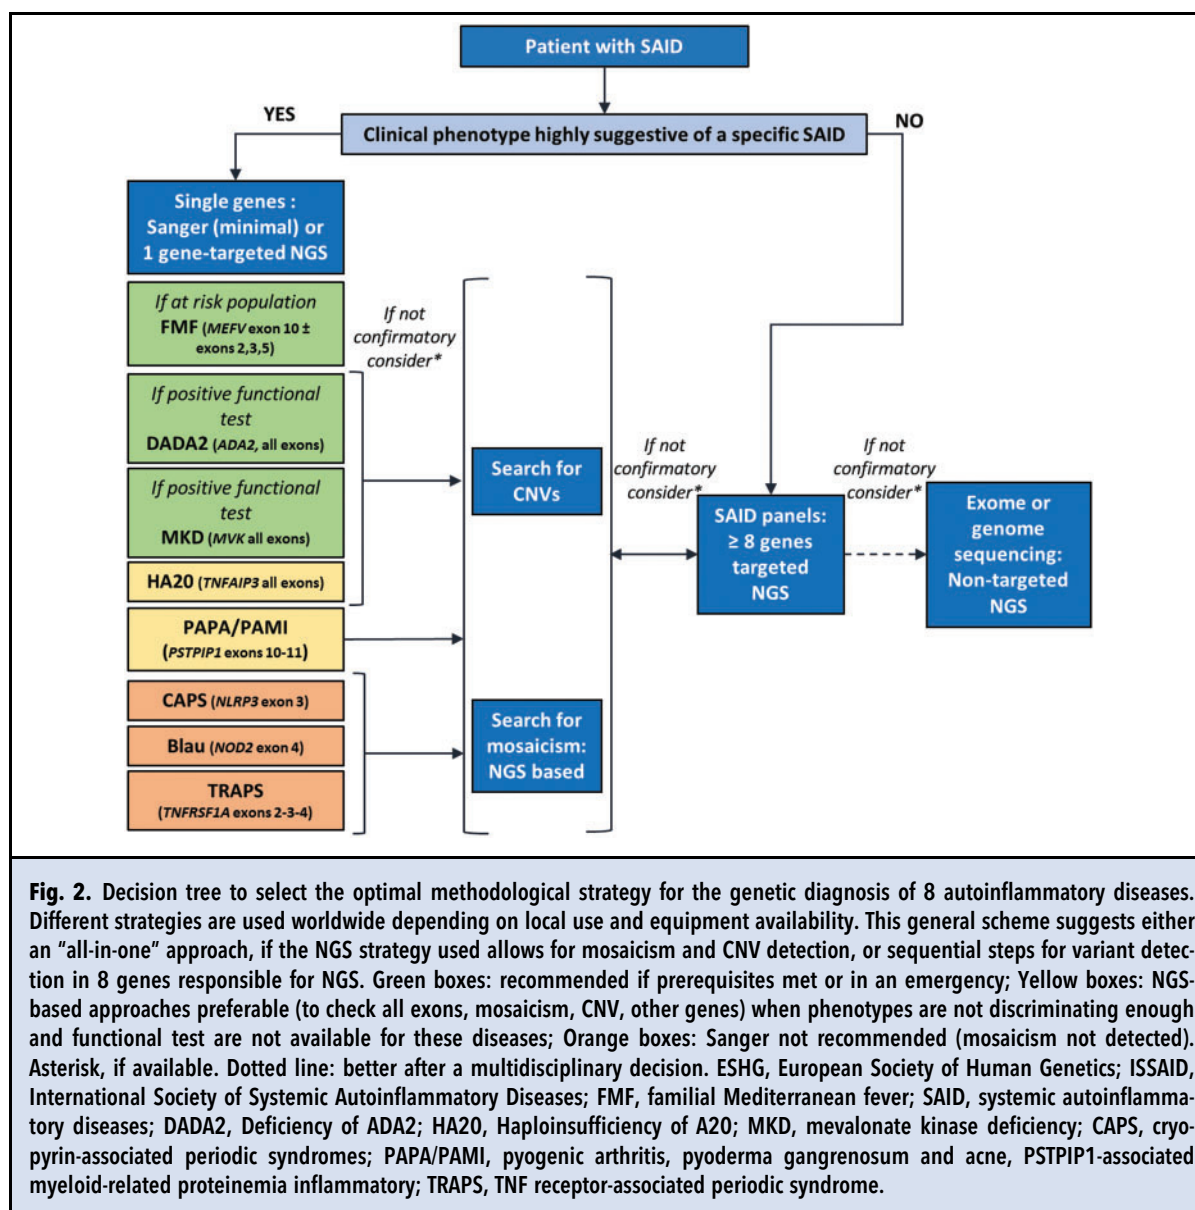 Patient with SAID
YES
NO
Clinical phenotype highly suggestive of a specific SAID
Single genes :
Sanger (minimal) or
1 gene-targeted NGS
If at risk population
FMF (MEFV exon 10 ±
exons 2,3,5)
If positive functional
test
DADA2 (ADA2, all exons)
If positive functional
test
MKD (MVK all exons)
HA20 (TNFAIP3 all exons)
PAPA/PAMI
(PSTPIP1 exons 10-11)
CAPS (NLRP3 exon 3)
Blau (NOD2 exon 4)
TRAPS
(TNFRSF1A exons 2-3-4)
If not
confirmatory
consider*
Search for
CNVs
Search for
mosaicism:
NGS based
If not
confirmatory
consider*
SAID panels:
≥ 8 genes
targeted
NGS
If not
confirmatory
consider*
Exome or
genome
sequencing:
Non-targeted
NGS
Fig. 2. Decision tree to select the optimal methodological strategy for the genetic diagnosis of 8 autoinflammatory diseases.
Different strategies are used worldwide depending on local use and equipment availability. This general scheme suggests either
an “all-in-one” approach, if the NGS strategy used allows for mosaicism and CNV detection, or sequential steps for variant detec-
tion in 8 genes responsible for NGS. Green boxes: recommended if prerequisites met or in an emergency; Yellow boxes: NGS-
based approaches preferable (to check all exons, mosaicism, CNV, other genes) when phenotypes are not discriminating enough
and functional test are not available for these diseases; Orange boxes: Sanger not recommended (mosaicism not detected).
Asterisk, if available. Dotted line: better after a multidisciplinary decision. ESHG, European Society of Human Genetics; ISSAID,
International Society of Systemic Autoinflammatory Diseases; FMF, familial Mediterranean fever; SAID, systemic autoinflamma-
tory diseases; DADA2, Deficiency of ADA2; HA20, Haploinsufficiency of A20; MKD, mevalonate kinase deficiency; CAPS, cryo-
pyrin-associated periodic syndromes; PAPA/PAMI, pyogenic arthritis, pyoderma gangrenosum and acne, PSTPIP1-associated
myeloid-related proteinemia inflammatory; TRAPS, TNF receptor-associated periodic syndrome.